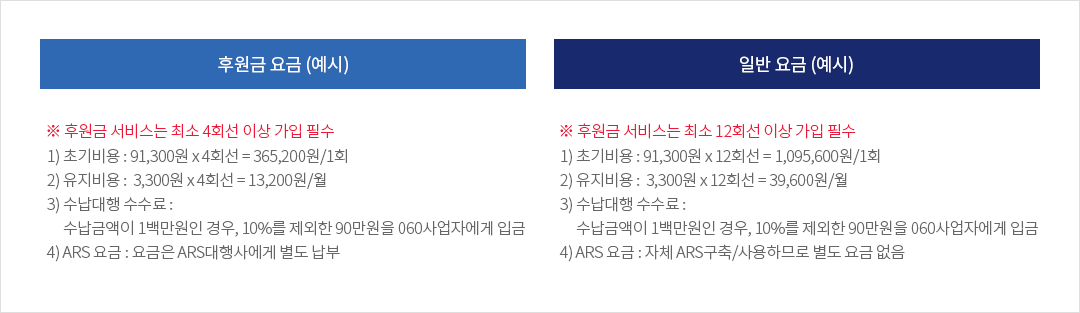 후원금 요금 (예시)
※ 후원금 서비스는 최소 4회선 이상 가입 필수
1) 초기비용 : 91,300원 x 4회선 = 365,200원/1회
2) 유지비용 :  3,300원 x 4회선 = 13,200원/월
3) 수납대행 수수료 :
수납금액이 1백만원인 경우, 10%를 제외한 90만원을 060사업자에게 입금
4) ARS 요금 : 요금은 ARS대행사에게 별도 납부
일반 요금 (예시)
※ 후원금 서비스는 최소 12회선 이상 가입 필수
1) 초기비용 : 91,300원 x 12회선 = 1,095,600원/1회
2) 유지비용 :  3,300원 x 12회선 = 39,600원/월
3) 수납대행 수수료 :
수납금액이 1백만원인 경우, 10%를 제외한 90만원을 060사업자에게 입금
4) ARS 요금 : 자체 ARS구축/사용하므로 별도 요금 없음